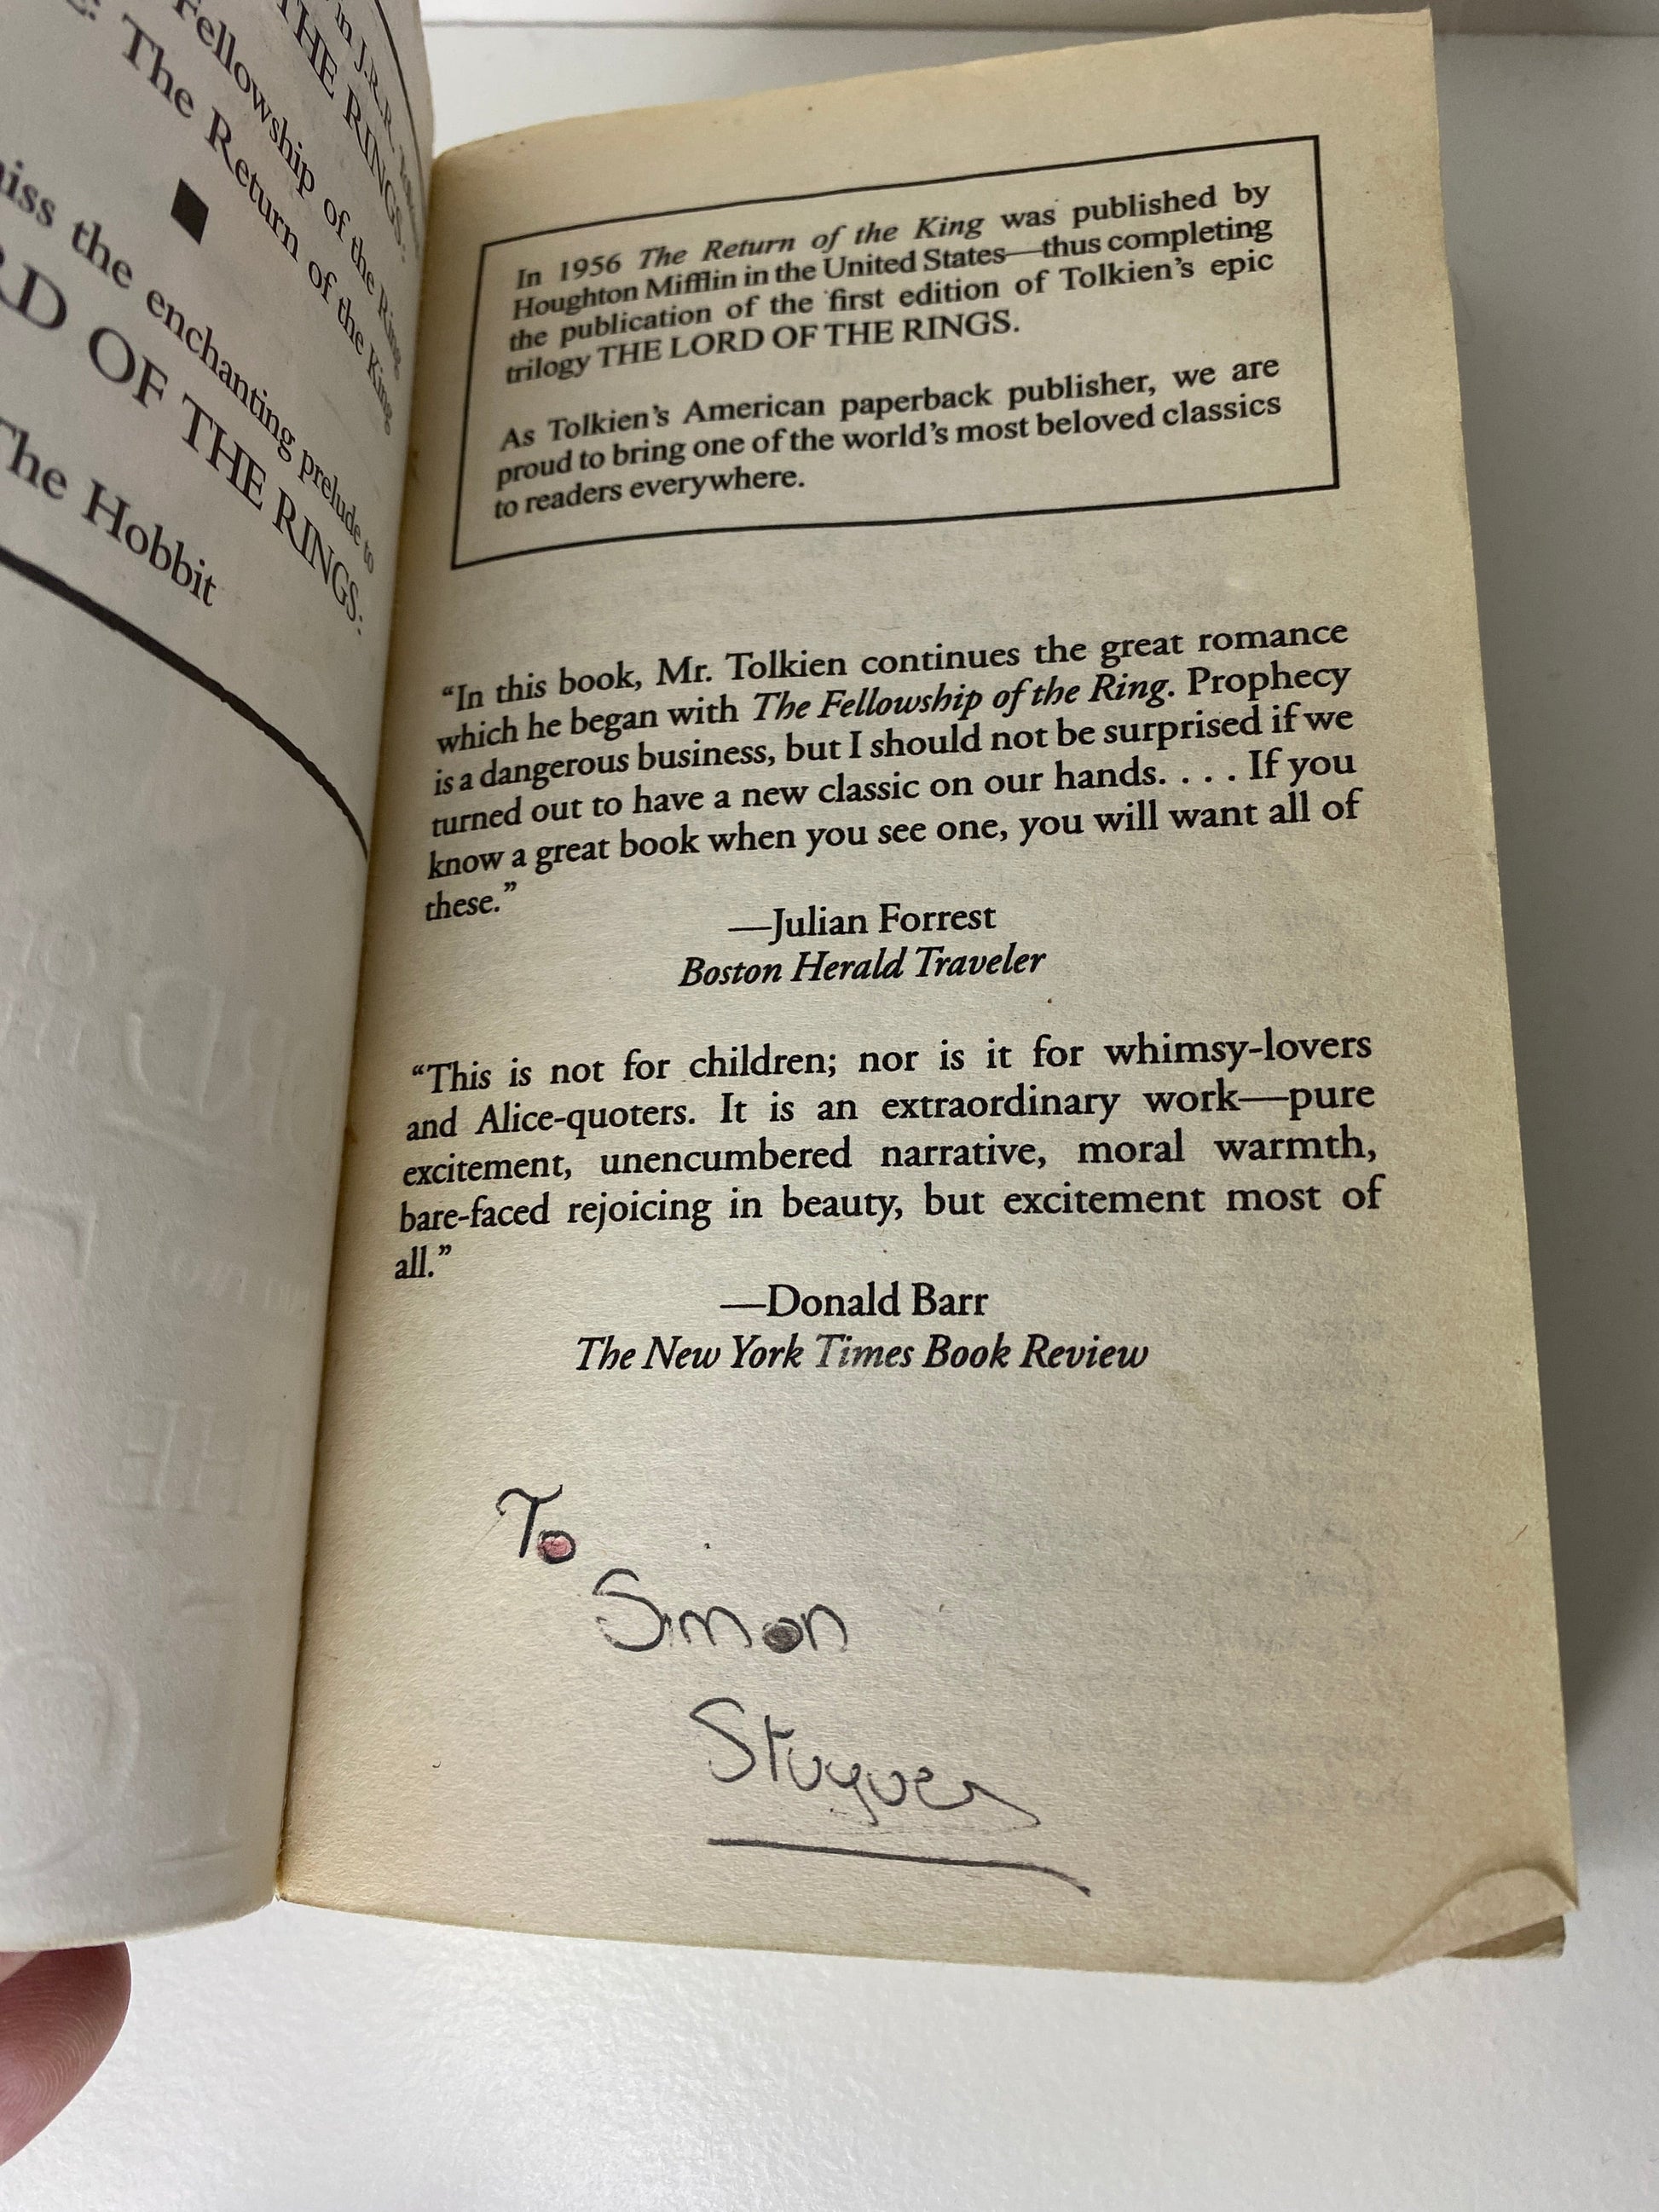 in J.R.R.
THE RINGS:
Fellowship of the Ring
The Return of the King
miss the enchanting prelude to
RD OF THE RINGS:
The Hobbit
In 1956 The Return of the King was published by
Houghton Mifflin in the United States—thus completing
the publication of the first edition of Tolkien's epic
trilogy THE LORD OF THE RINGS.
As Tolkien's American paperback publisher, we are
proud to bring one of the world's most beloved classics
to readers everywhere.
“In this book, Mr. Tolkien continues the great romance
which he began with The Fellowship of the Ring. Prophecy
is a dangerous business, but I should not be surprised if we
turned out to have a new classic on our hands. . . . If you
know a great book when you see one, you will want all of
these.”
—Julian Forrest
Boston Herald Traveler
“This is not for children; nor is it for whimsy-lovers
and Alice-quoters. It is an extraordinary work—pure
excitement, unencumbered narrative, moral warmth,
bare-faced rejoicing in beauty, but excitement most of
all.”
—Donald Barr
The New York Times Book Review
To
Simon